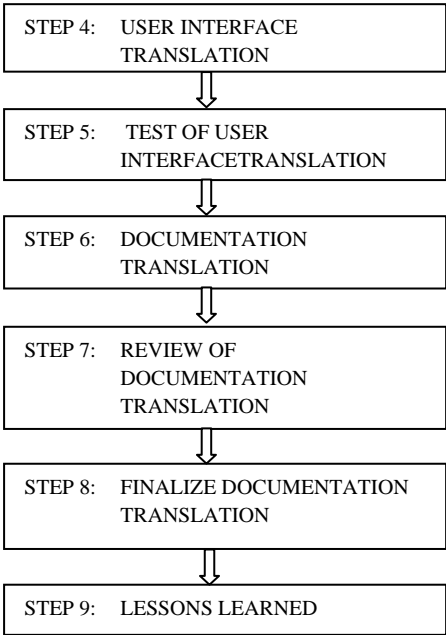 STEP 4: USER INTERFACE
TRANSLATION
STEP 5: TEST OF USER
INTERFACETRANSLATION
STEP 6: DOCUMENTATION
TRANSLATION
STEP 7: REVIEW OF
DOCUMENTATION
TRANSLATION
STEP 8: FINALIZE DOCUMENTATION
TRANSLATION
STEP 9: LESSONS LEARNED